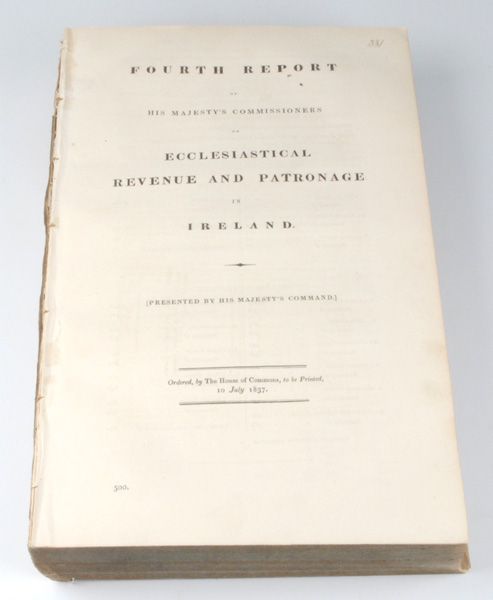 331
FOURTH REPORT
OF
HIS MAJESTY'S COMMISSIONERS
ON
ECCLESIASTICAL
REVENUE AND PATRONAGE
IN
IRELAND.
[PRESENTED BY HIS MAJESTY'S COMMAND.]
Ordered, by The House of Commons, to be Printed,
10 July 1837.
500.